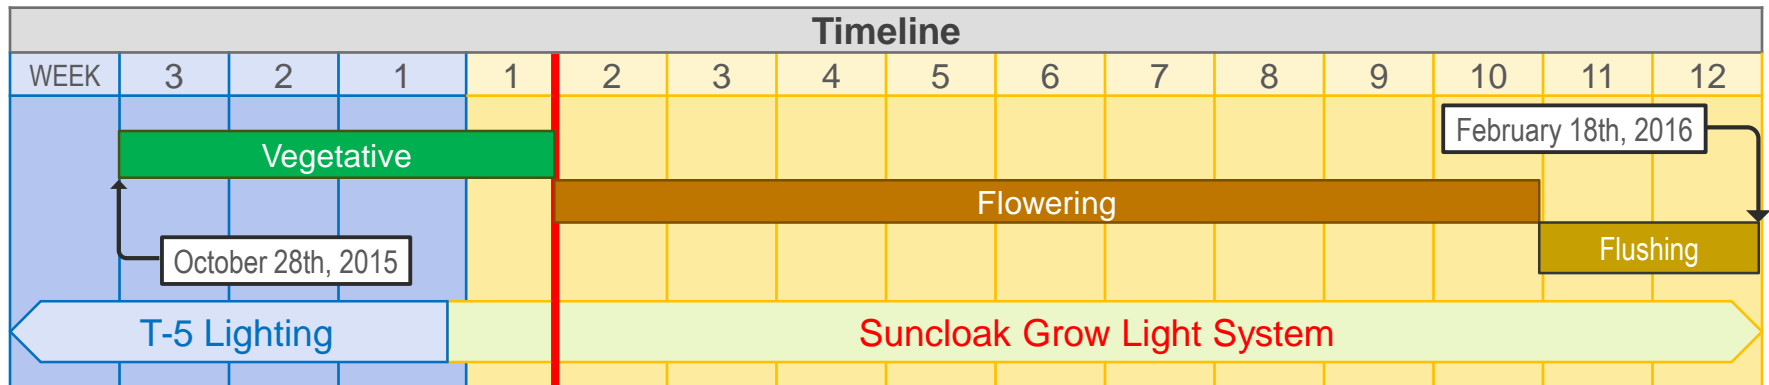 Timeline
WEEK 3 2 1 1 2 3 4 5 6 7 8 9 10 11 12
February 18th, 2016
Vegetative
Flowering
October 28th, 2015
Flushing
T-5 Lighting
Suncloak Grow Light System